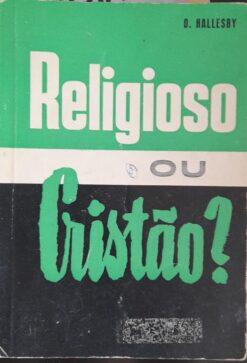 O. HALLESBY
Religioso
OU
Cristão?